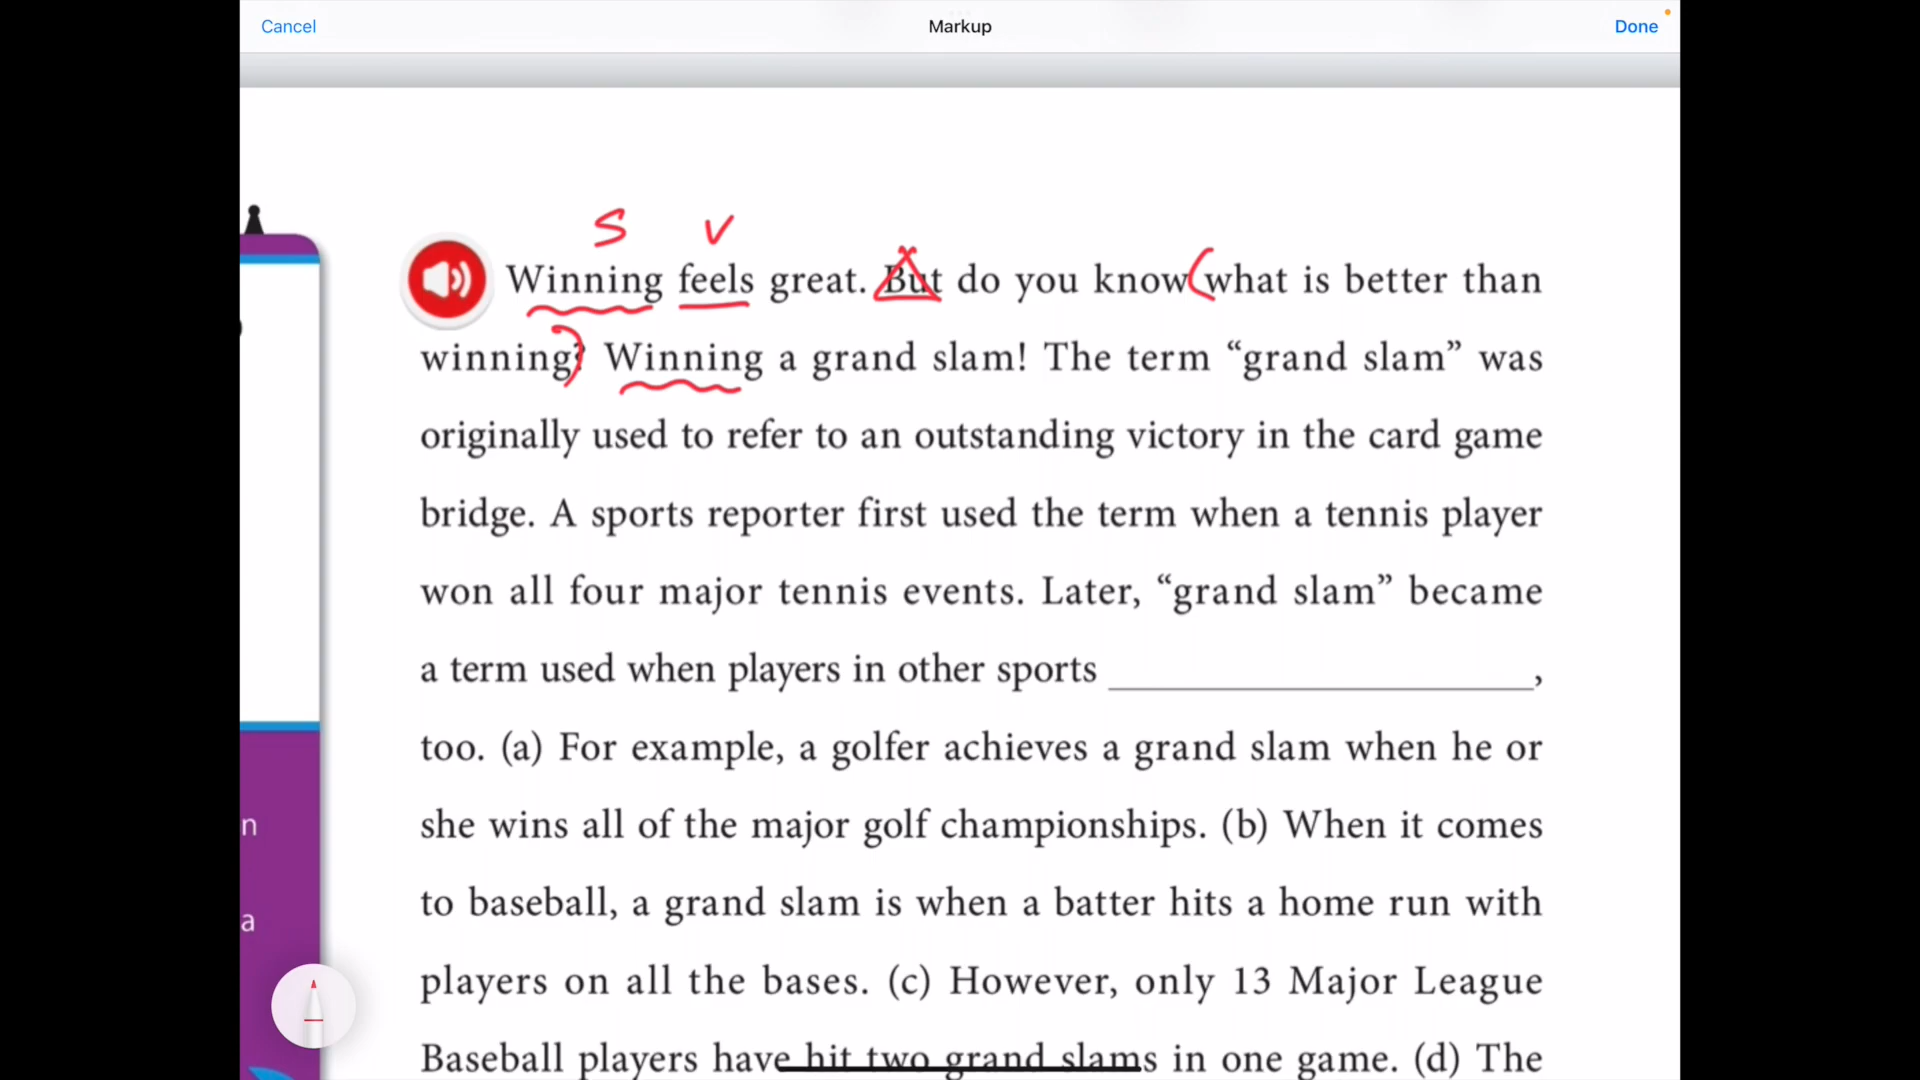 Cancel
Markup
Done
S V
Winning feels great. But do you know (what is better than
winning?) Winning a grand slam! The term “grand slam” was
originally used to refer to an outstanding victory in the card game
bridge. A sports reporter first used the term when a tennis player
won all four major tennis events. Later, “grand slam” became
a term used when players in other sports ____________________,
too. (a) For example, a golfer achieves a grand slam when he or
she wins all of the major golf championships. (b) When it comes
to baseball, a grand slam is when a batter hits a home run with
players on all the bases. (c) However, only 13 Major League
Baseball players have hit two grand slams in one game. (d) The
n
a